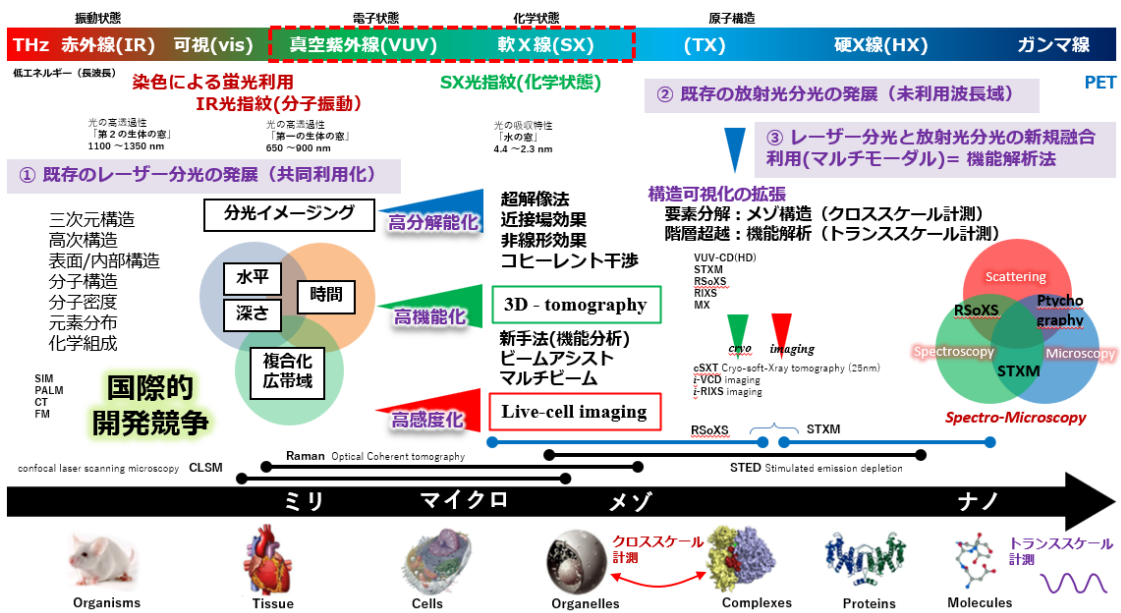 振動状態
電子状態
化学状態
原子構造
THz 赤外線(IR) 可視(vis) 真空紫外線(VUV) 軟X線(SX) (TX) 硬X線(HX) ガンマ線
低エネルギー（長波長）
染色による蛍光利用
IR光指紋(分子振動）
SX光指紋(化学状態)
PET
② 既存の放射光分光の発展（未利用波長域）
光の高透過性
「第２の生体の窓」
1100 ～1350 nm
光の高透過性
「第一の生体の窓」
650 ～900 nm
光の吸収特性
「水の窓」
4.4 ～2.3 nm
③ レーザー分光と放射光分光の新規融合
利用(マルチモーダル)= 機能解析法
① 既存のレーザー分光の発展（共同利用化）
三次元構造
高次構造
表面/内部構造
分子構造
分子密度
元素分布
化学組成
分光イメージング
水平
深さ
時間
複合化
広帯域
高分解能化
超解像法
近接場効果
非線形効果
コヒーレント干渉
高機能化
3D - tomography
新手法(機能分析)
ビームアシスト
マルチビーム
高感度化
Live-cell imaging
構造可視化の拡張
要素分解：メゾ構造（クロススケール計測）
階層超越：機能解析（トランススケール計測）
VUV-CD(HD)
STXM
RSoXS
RIXS
MX
cryo imaging
cSXT Cryo-soft-Xray tomography (25nm)
i-VCD imaging
i-RIXS imaging
Scattering
RSoXS
Ptycho
graphy
Spectroscopy
Microscopy
STXM
Spectro-Microscopy
SIM
PALM
CT
FM
国際的
開発競争
RSoXS
STXM
Raman Optical Coherent tomography
confocal laser scanning microscopy CLSM
STED Stimulated emission depletion
ミリ マイクロ メゾ ナノ
クロススケール
計測
トランススケール
計測
Organisms
Tissue
Cells
Organelles
Complexes
Proteins
Molecules